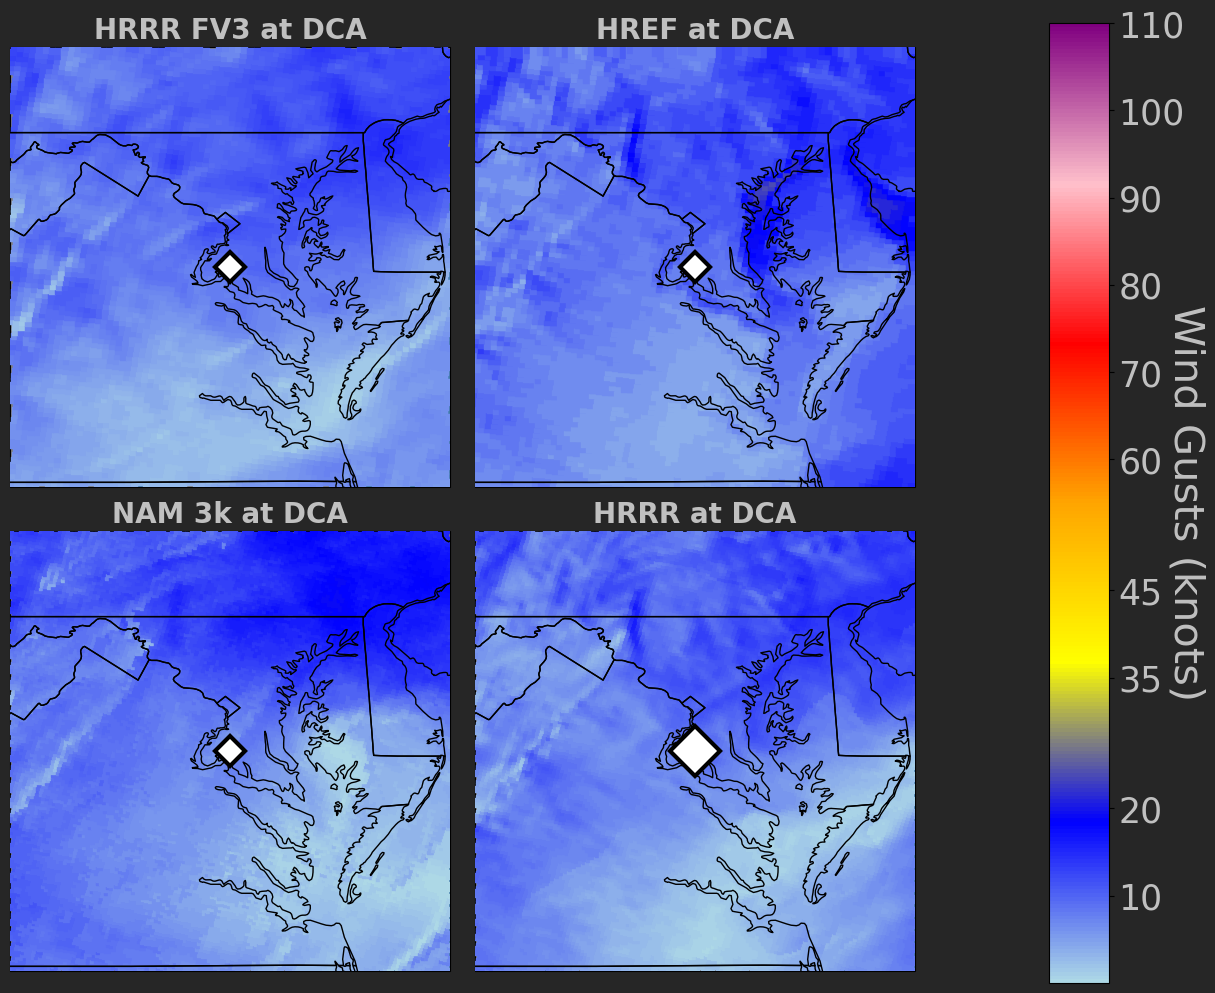 HRRR FV3 at DCA
HREF at DCA
NAM 3k at DCA
HRRR at DCA
110
100
90
80
70
60
45
35
20
10
Wind Gusts (knots)